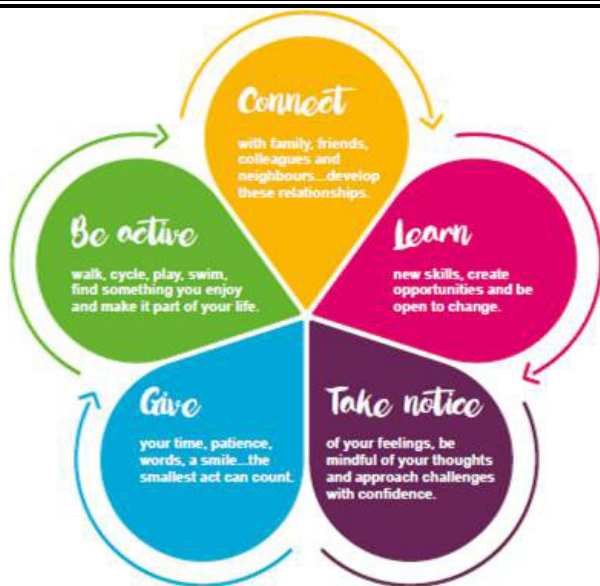 Connect
with family, friends,
colleagues and
neighbours...develop
these relationships.
Learn
new skills, create
opportunities and be
open to change.
Take notice
of your feelings, be
mindful of your thoughts
and approach challenges
with confidence.
Give
your time, patience,
words, a smile...the
smallest act can count.
Be active
walk, cycle, play, swim,
find something you enjoy
and make it part of your life.